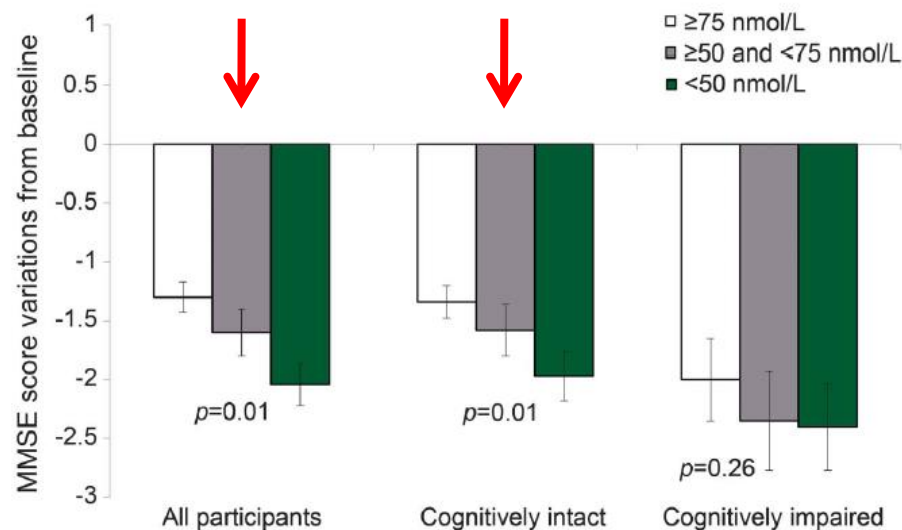 MMSE score variations from baseline
1
0.5
0
-0.5
-1
-1.5
-2
-2.5
-3
≥75 nmol/L
≥50 and <75 nmol/L
<50 nmol/L
p=0.01
p=0.01
p=0.26
All participants
Cognitively intact
Cognitively impaired